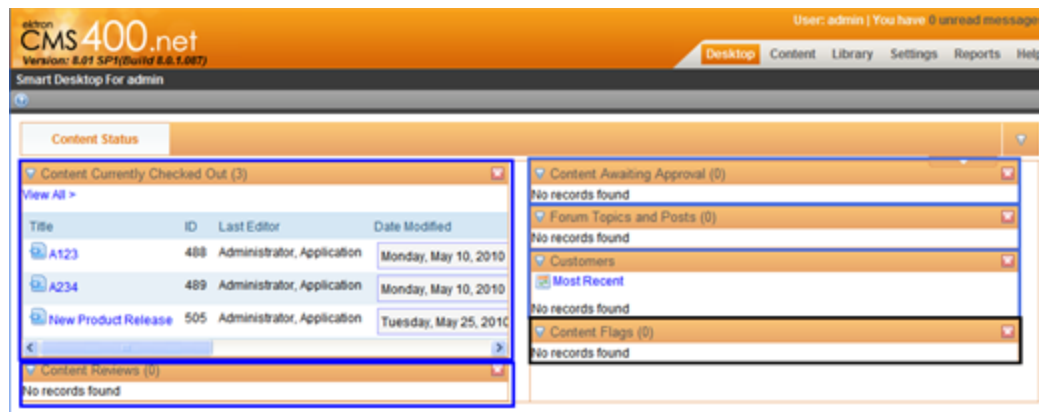 User: admin | You have 0 unread message
ektron
CMS400.net
Version: 8.01 SP1(Build 8.0.1.087)
Desktop Content Library Settings Reports Help
Smart Desktop For admin
Content Status
Content Currently Checked Out (3)
View All >
Title ID Last Editor Date Modified
A123 488 Administrator, Application Monday, May 10, 2010
A234 489 Administrator, Application Monday, May 10, 2010
New Product Release 505 Administrator, Application Tuesday, May 25, 2010
Content Reviews (0)
No records found
Content Awaiting Approval (0)
No records found
Forum Topics and Posts (0)
No records found
Customers
Most Recent
No records found
Content Flags (0)
No records found